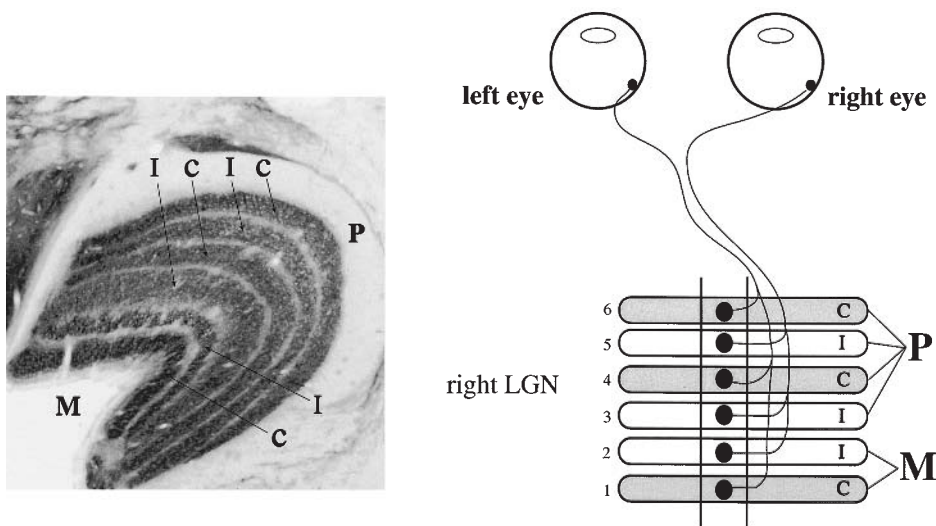 left eye
right eye
I C I C
P
C
I
M
I
C
right LGN
6 C
5 I
4 C
3 I
2 I
1 C
P
M